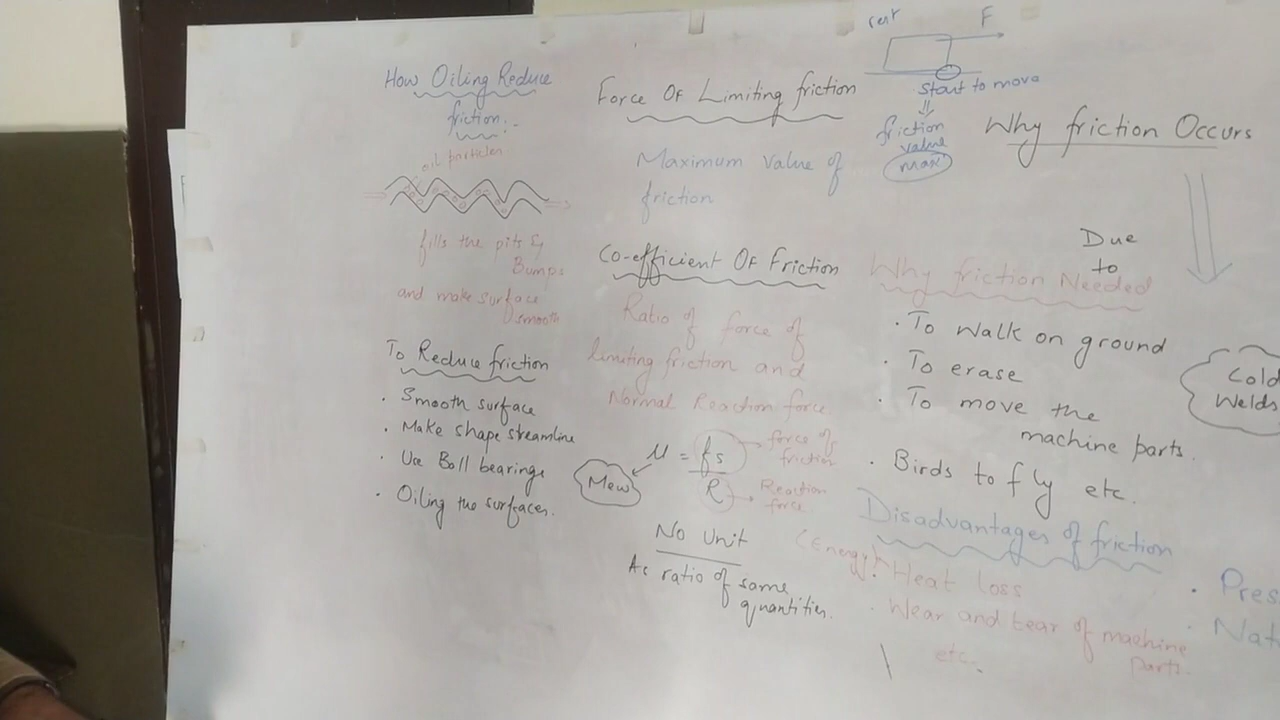 How Oiling Reduce
friction:-
oil particles
fills the pits &
Bumps
and make surface
smooth
To Reduce friction
. Smooth surface
. Make shape streamline
. Use Ball bearings
. Oiling the surfaces.
Force Of Limiting friction
Maximum value of
friction
rest
F
Start to move
friction
value
max
Co-efficient Of Friction
Ratio of force of
limiting friction and
Normal Reaction force
μ = fs
R
force of
friction
Reaction
force
Mew
No Unit
As ratio of same
quantities.
Why friction Occurs
Due
to
Cold
Welds
Why friction Needed
. To walk on ground
. To erase
. To move the
machine parts.
. Birds to fly etc.
Disadvantages of friction
(Energy)
. Heat loss
. Wear and tear of machine
parts.
etc.
. Pres
. Nat